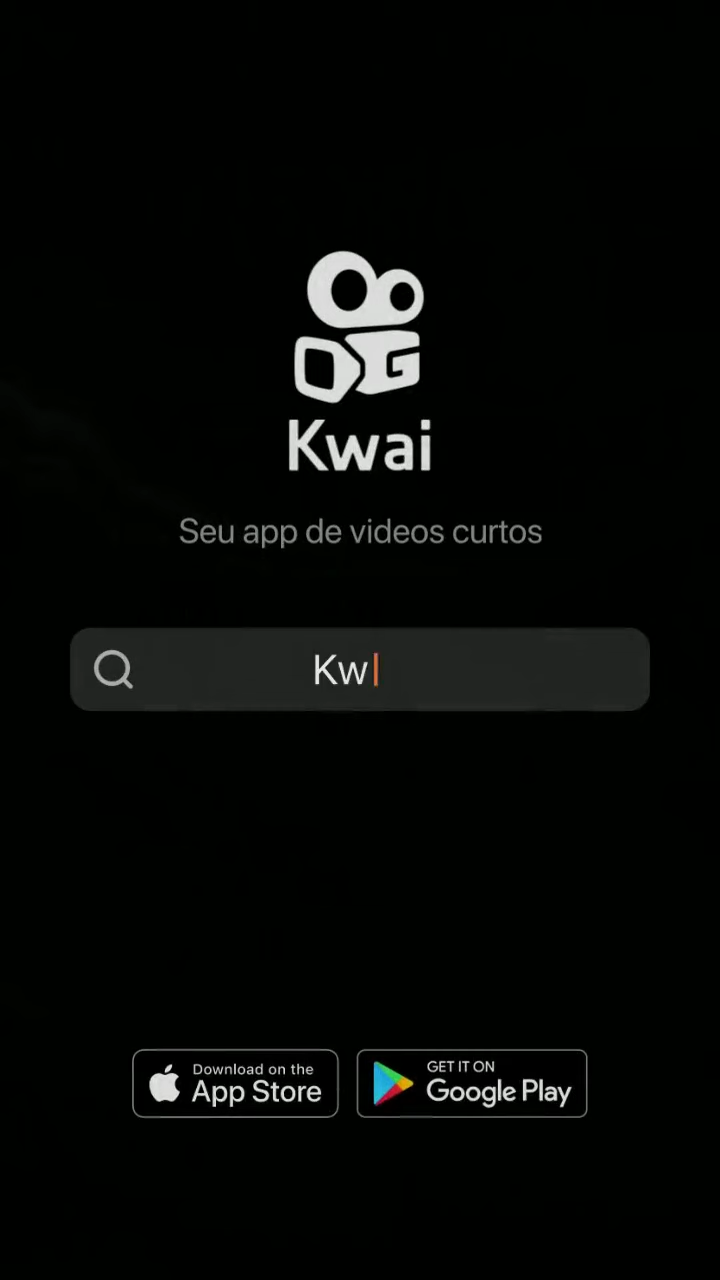 Kwai
Seu app de videos curtos
Kw
Download on the
App Store
GET IT ON
Google Play